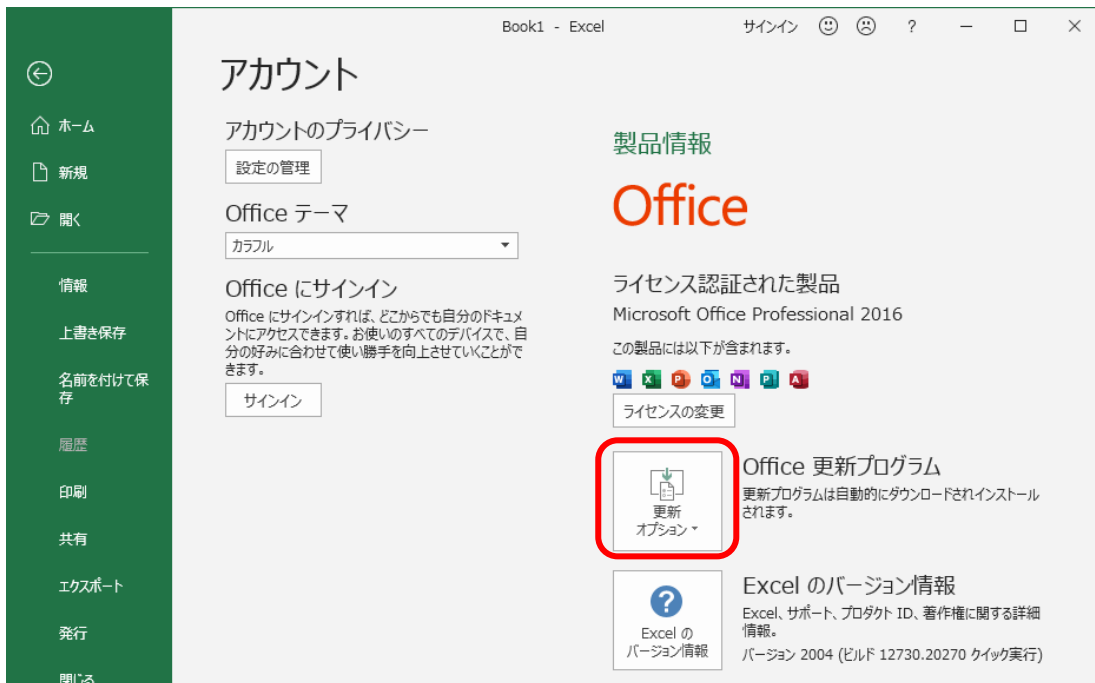 Book1 - Excel
サインイン
?
アカウント
ホーム
新規
開く
情報
上書き保存
名前を付けて保
存
履歴
印刷
共有
エクスポート
発行
閉じる
アカウントのプライバシー
設定の管理
Office テーマ
カラフル
Office にサインイン
Office にサインインすれば、どこからでも自分のドキュメ
ントにアクセスできます。お使いのすべてのデバイスで、自
分の好みに合わせて使い勝手を向上させていくことがで
きます。
サインイン
製品情報
Office
ライセンス認証された製品
Microsoft Office Professional 2016
この製品には以下が含まれます。
W X P O N P A
ライセンスの変更
更新
オプション
Office 更新プログラム
更新プログラムは自動的にダウンロードされインストール
されます。
?
Excel の
バージョン情報
Excel のバージョン情報
Excel、サポート、プロダクト ID、著作権に関する詳細
情報。
バージョン 2004 (ビルド 12730.20270 クイック実行)